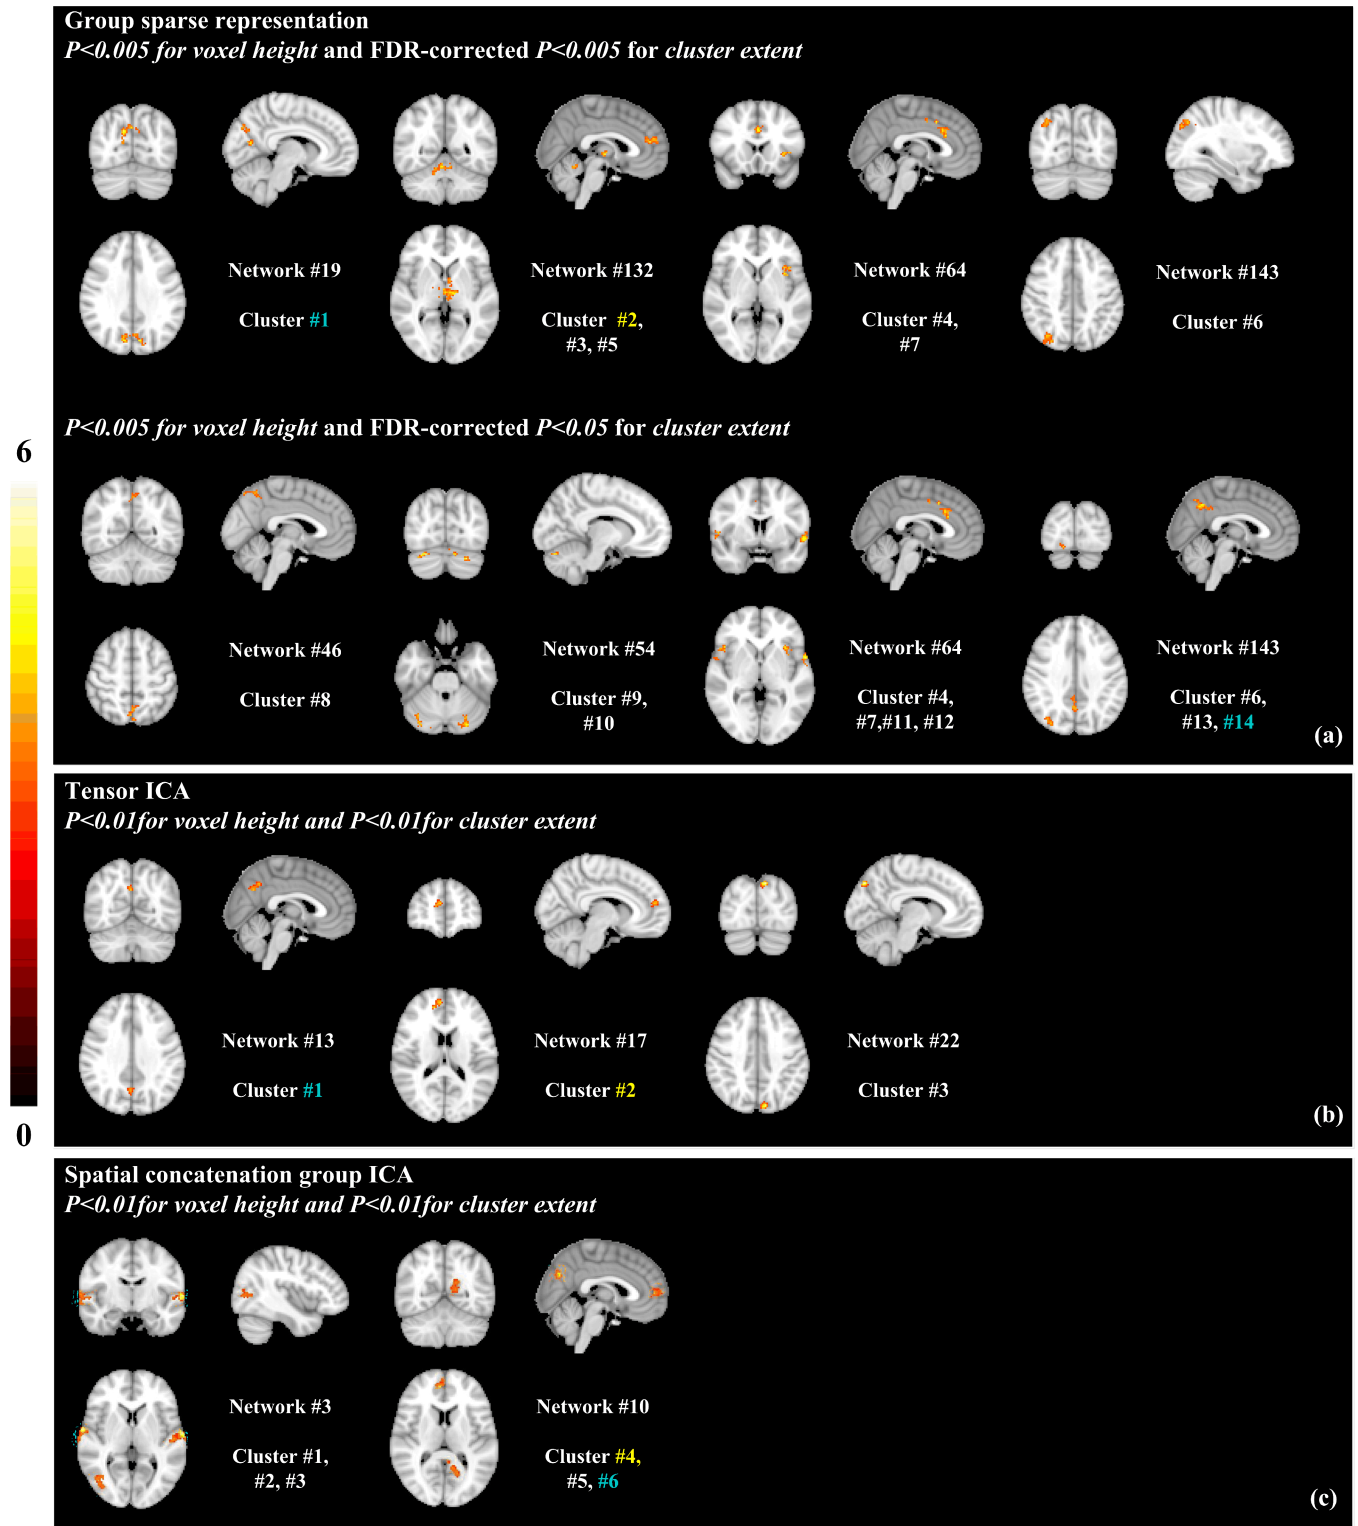 Group sparse representation
P<0.005 for voxel height and FDR-corrected P<0.005 for cluster extent
Network #19
Cluster #1
Network #132
Cluster #2,
#3, #5
Network #64
Cluster #4,
#7
Network #143
Cluster #6
P<0.005 for voxel height and FDR-corrected P<0.05 for cluster extent
6
Network #46
Cluster #8
Network #54
Cluster #9,
#10
Network #64
Cluster #4,
#7,#11, #12
Network #143
Cluster #6,
#13, #14
(a)
Tensor ICA
P<0.01for voxel height and P<0.01for cluster extent
Network #13
Cluster #1
Network #17
Cluster #2
Network #22
Cluster #3
(b)
0
Spatial concatenation group ICA
P<0.01for voxel height and P<0.01for cluster extent
Network #3
Cluster #1,
#2, #3
Network #10
Cluster #4,
#5, #6
(c)